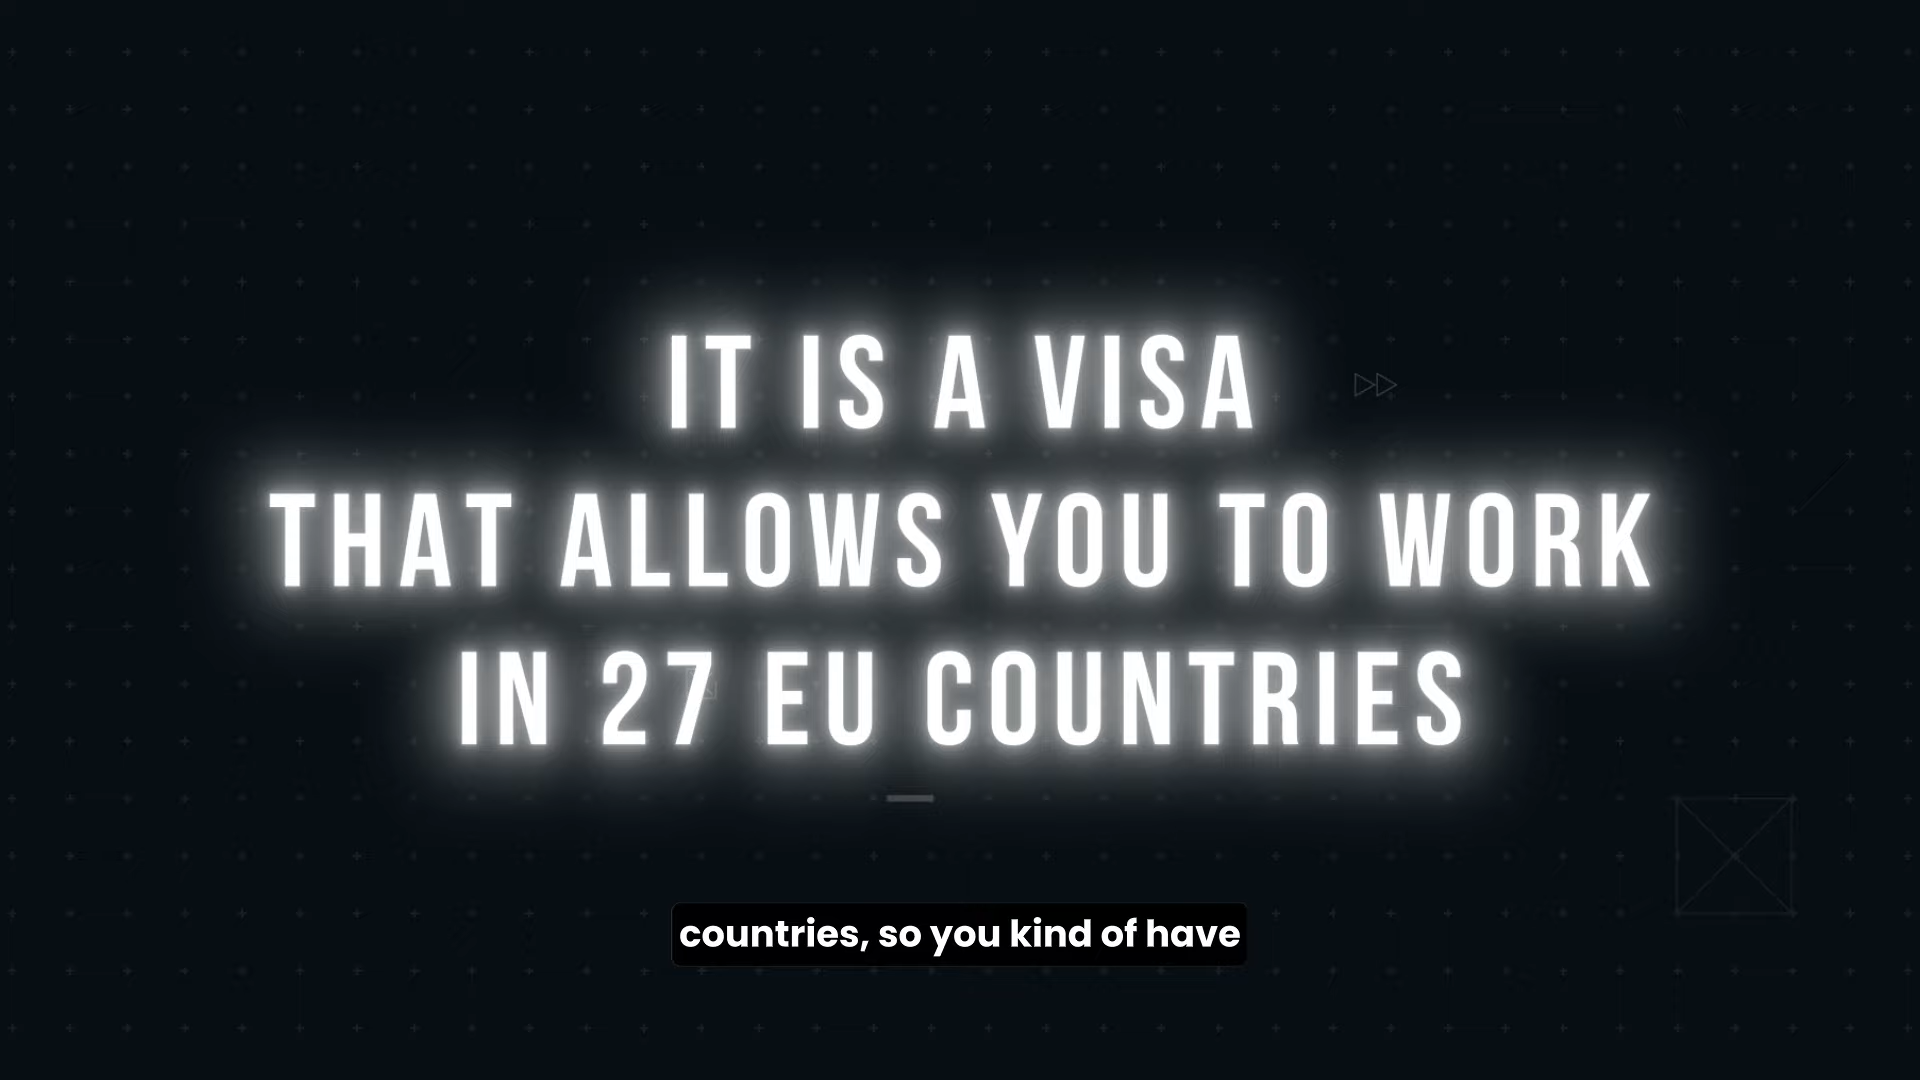 IT IS A VISA
THAT ALLOWS YOU TO WORK
IN 27 EU COUNTRIES
countries, so you kind of have